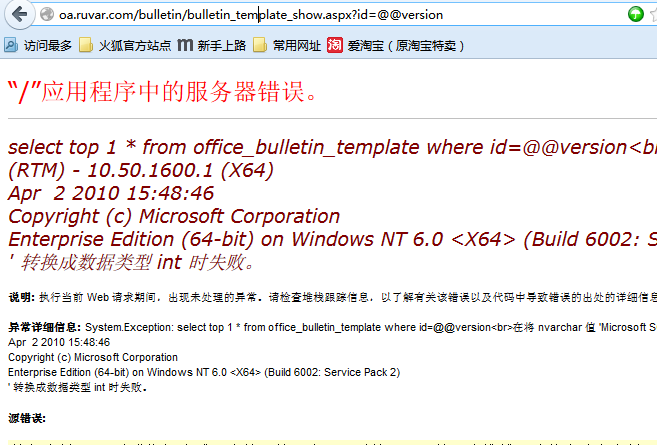 oa.ruvar.com/bulletin/bulletin_template_show.aspx?id=@@version
访问最多 火狐官方站点 新手上路 常用网址 淘 爱淘宝（原淘宝特卖）
“/”应用程序中的服务器错误。
select top 1 * from office_bulletin_template where id=@@version<br
(RTM) - 10.50.1600.1 (X64)
Apr 2 2010 15:48:46
Copyright (c) Microsoft Corporation
Enterprise Edition (64-bit) on Windows NT 6.0 <X64> (Build 6002: S
' 转换成数据类型 int 时失败。
说明: 执行当前 Web 请求期间，出现未处理的异常。请检查堆栈跟踪信息，以了解有关该错误以及代码中导致错误的出处的详细信息
异常详细信息: System.Exception: select top 1 * from office_bulletin_template where id=@@version<br>在将 nvarchar 值 'Microsoft S
Apr 2 2010 15:48:46
Copyright (c) Microsoft Corporation
Enterprise Edition (64-bit) on Windows NT 6.0 <X64> (Build 6002: Service Pack 2)
' 转换成数据类型 int 时失败。
源错误: